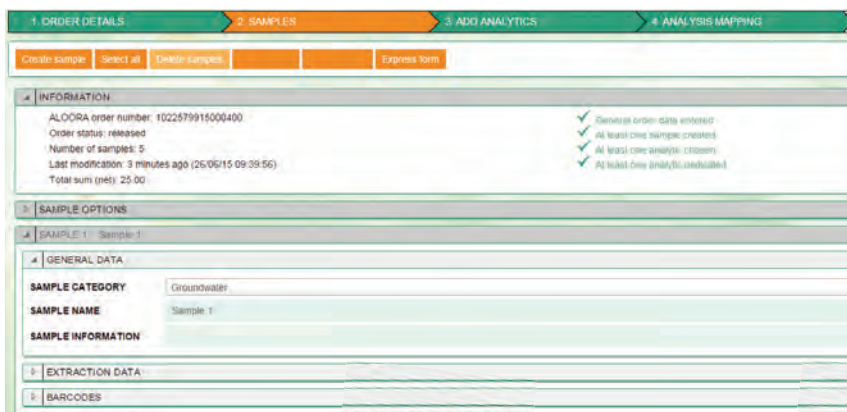 1. ORDER DETAILS 2. SAMPLES 3. ADD ANALYTICS 4. ANALYSIS MAPPING
Create sample Select all Delete samples Express form
INFORMATION
ALOORA order number: 1022579915000400
Order status: released
Number of samples: 5
Last modification: 3 minutes ago (26/06/15 09:39:56)
Total sum (net): 25.00
General order data entered
At least one sample created
At least one analytic chosen
At least one analytic dedicated
SAMPLE OPTIONS
SAMPLE 1 Sample 1
GENERAL DATA
SAMPLE CATEGORY Groundwater
SAMPLE NAME Sample 1
SAMPLE INFORMATION
EXTRACTION DATA
BARCODES